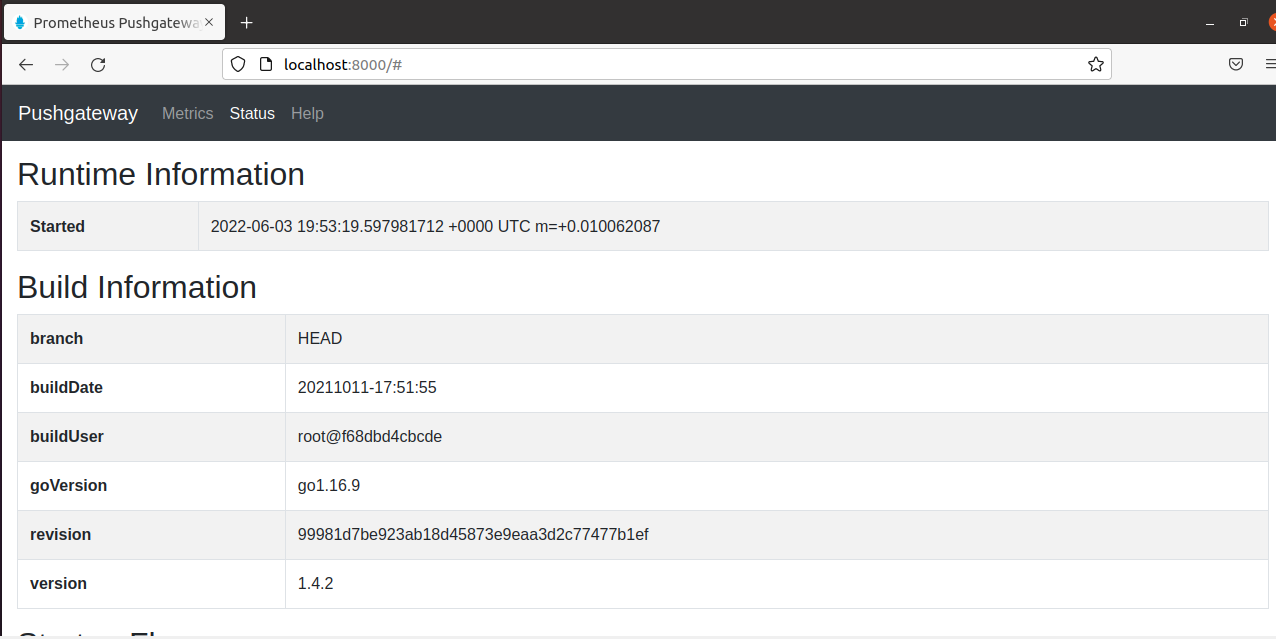 Prometheus Pushgatewa
localhost:8000/#
Pushgateway Metrics Status Help
Runtime Information
Started 2022-06-03 19:53:19.597981712 +0000 UTC m=+0.010062087
Build Information
branch HEAD
buildDate 20211011-17:51:55
buildUser root@f68dbd4cbcde
goVersion go1.16.9
revision 99981d7be923ab18d45873e9eaa3d2c77477b1ef
version 1.4.2